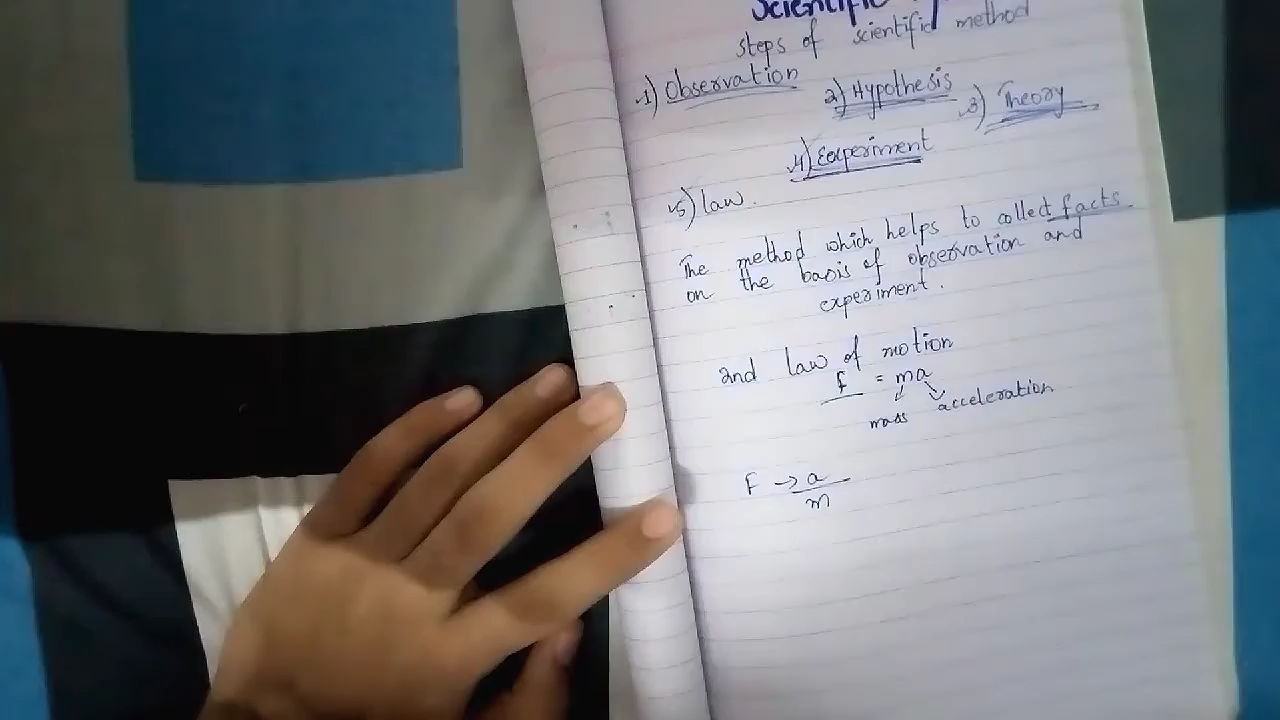 Scientific
steps of scientific method
1) Observation 2) Hypothesis 3) Theory
4) Experiment
5) law.
The method which helps to collect facts
on the basis of observation and
experiment.
and law of motion
f = ma
mass acceleration
F → a
m